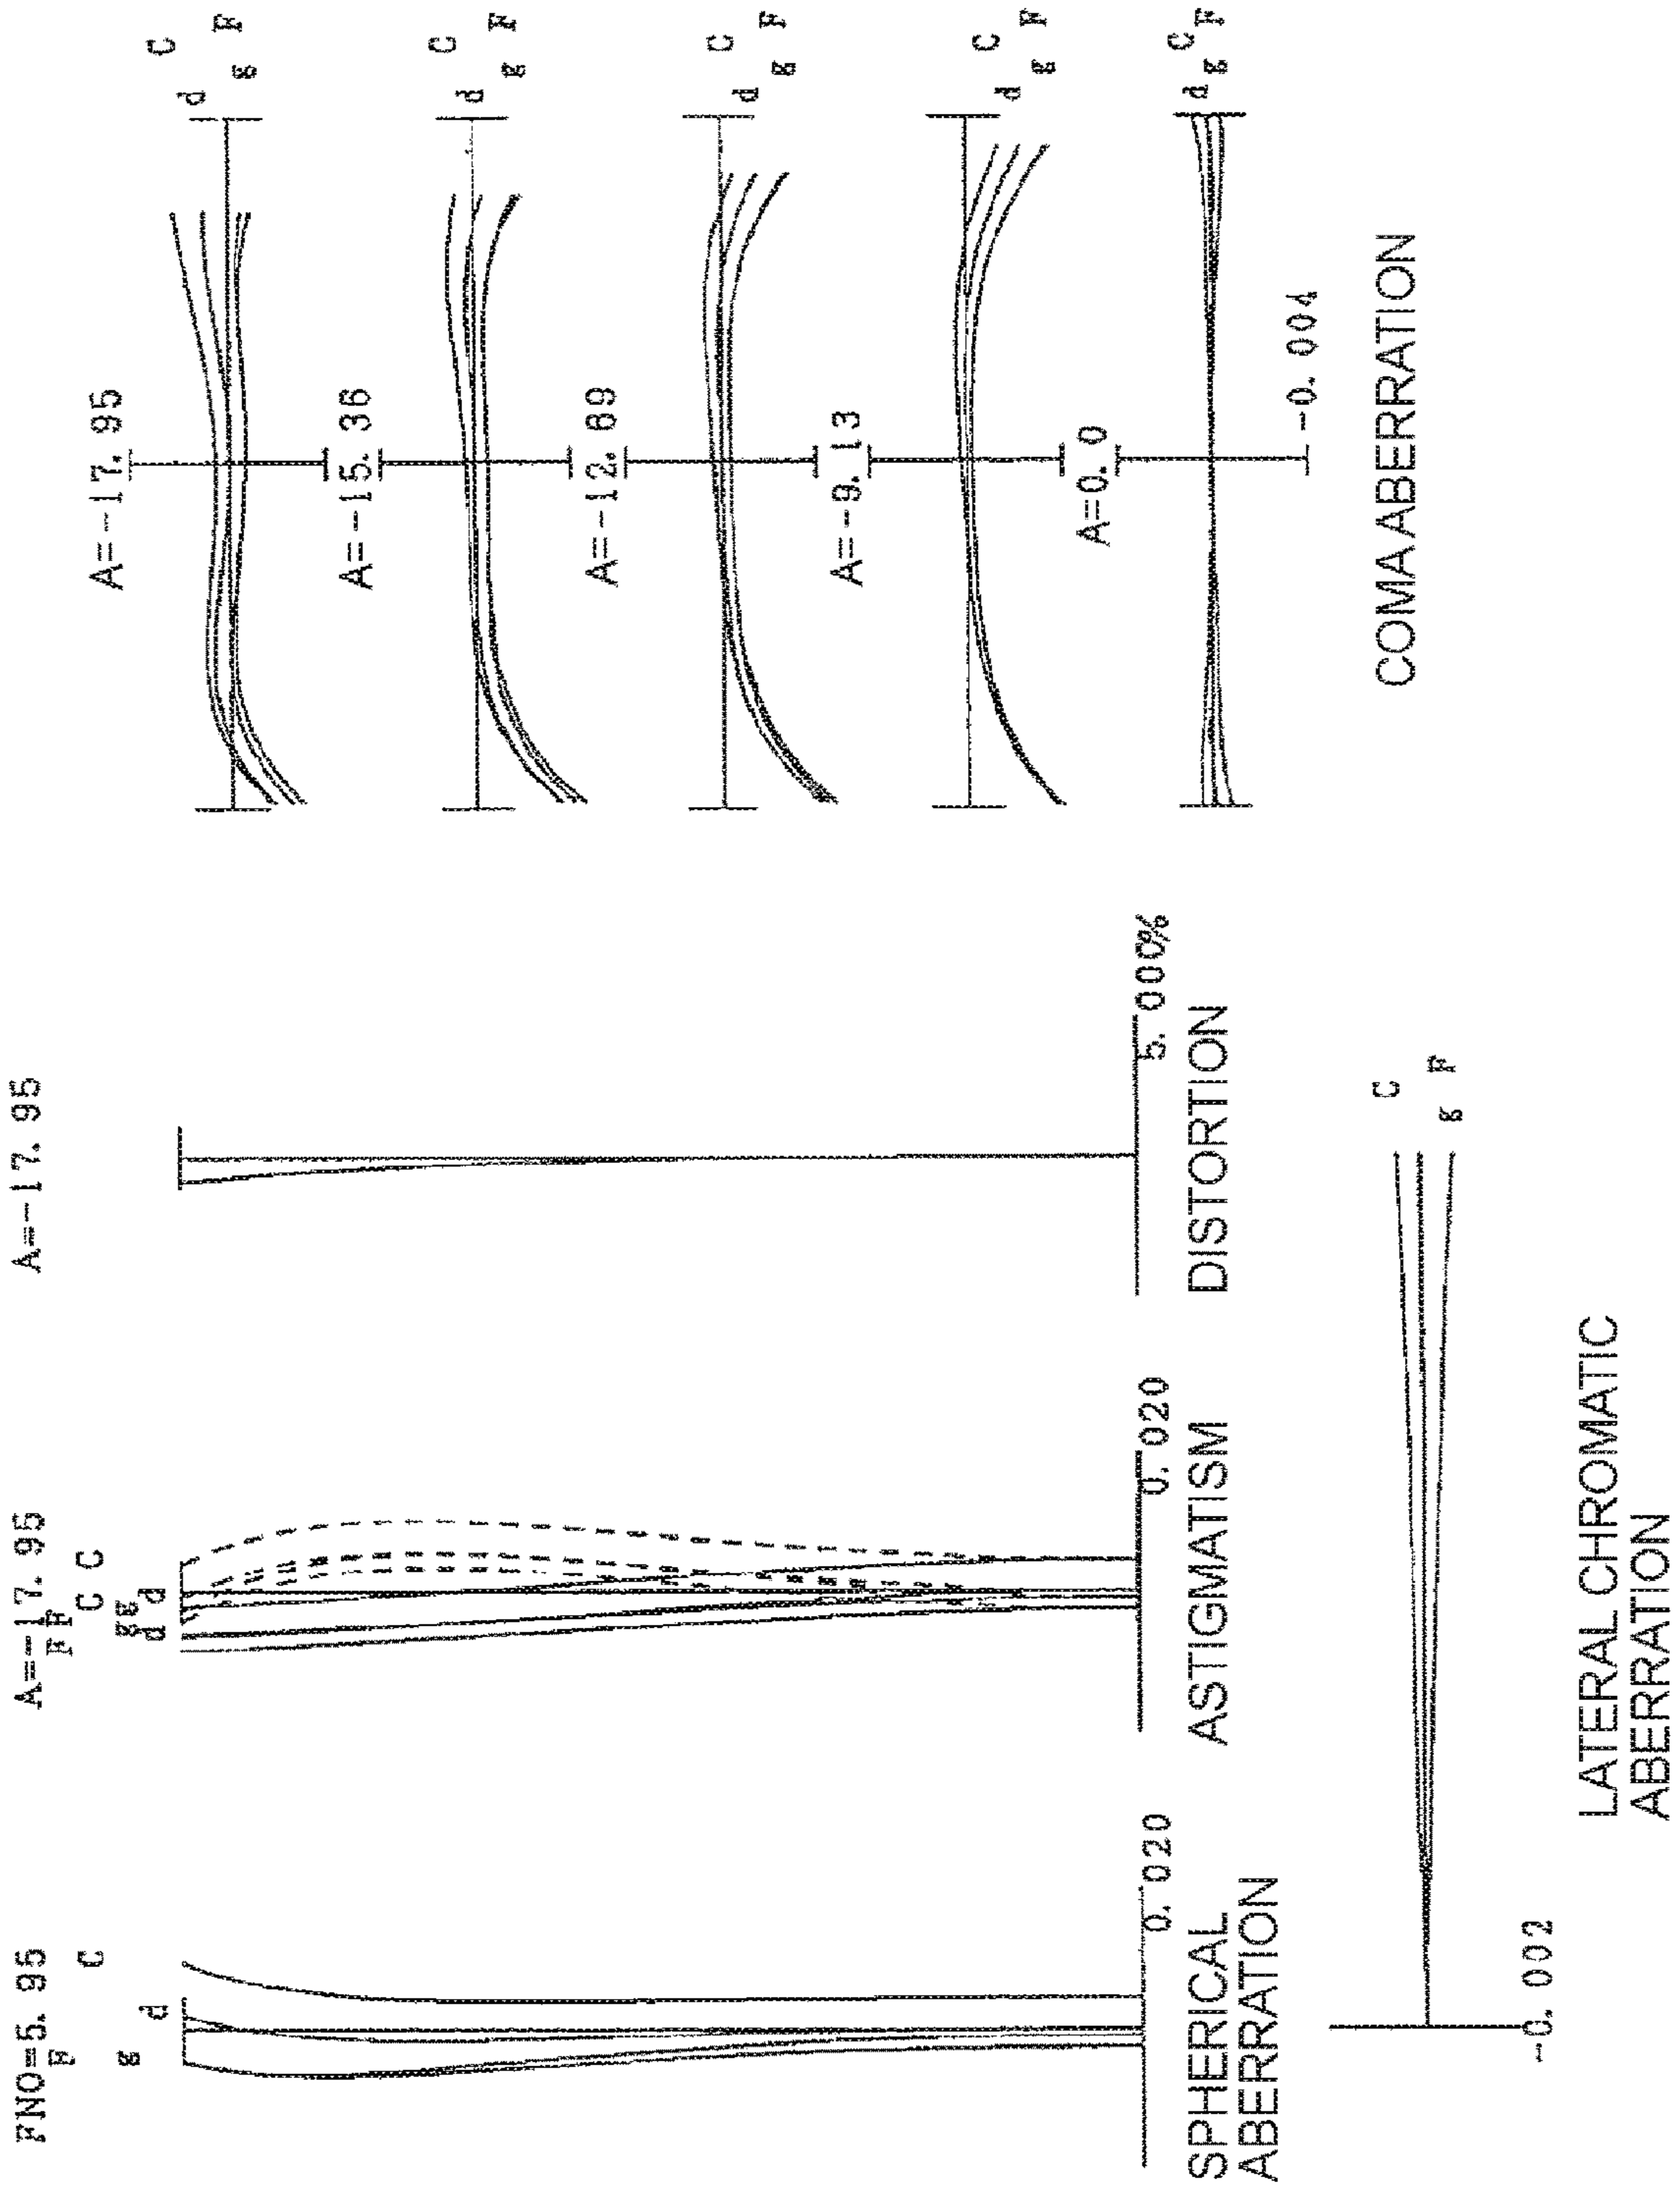 FNO=5. 95
F
C
g
d
0. 020
SPHERICAL
ABERRATION
A=-17. 95
F F
C C
g g
d d
0. 020
ASTIGMATISM
A=-17. 95
5. 000%
DISTORTION
A=-17. 95
C
F
d
g
A=-15. 36
C
F
d
g
A=-12. 69
C
F
d
g
A=-9. 13
C
F
d
g
A=0. 0
C
F
d
g
-0. 004
COMA ABERRATION
C
F
g
-0. 002
LATERAL CHROMATIC
ABERRATION